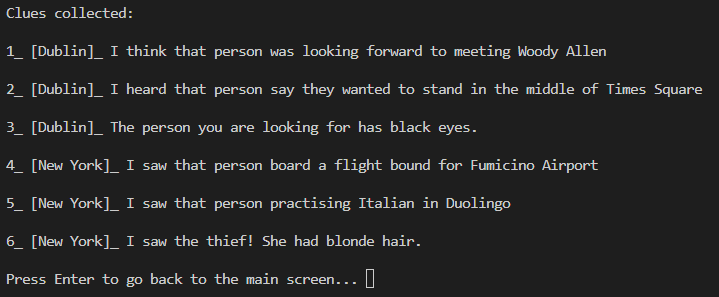 Clues collected:
1_ [Dublin]_ I think that person was looking forward to meeting Woody Allen
2_ [Dublin]_ I heard that person say they wanted to stand in the middle of Times Square
3_ [Dublin]_ The person you are looking for has black eyes.
4_ [New York]_ I saw that person board a flight bound for Fumicino Airport
5_ [New York]_ I saw that person practising Italian in Duolingo
6_ [New York]_ I saw the thief! She had blonde hair.
Press Enter to go back to the main screen...